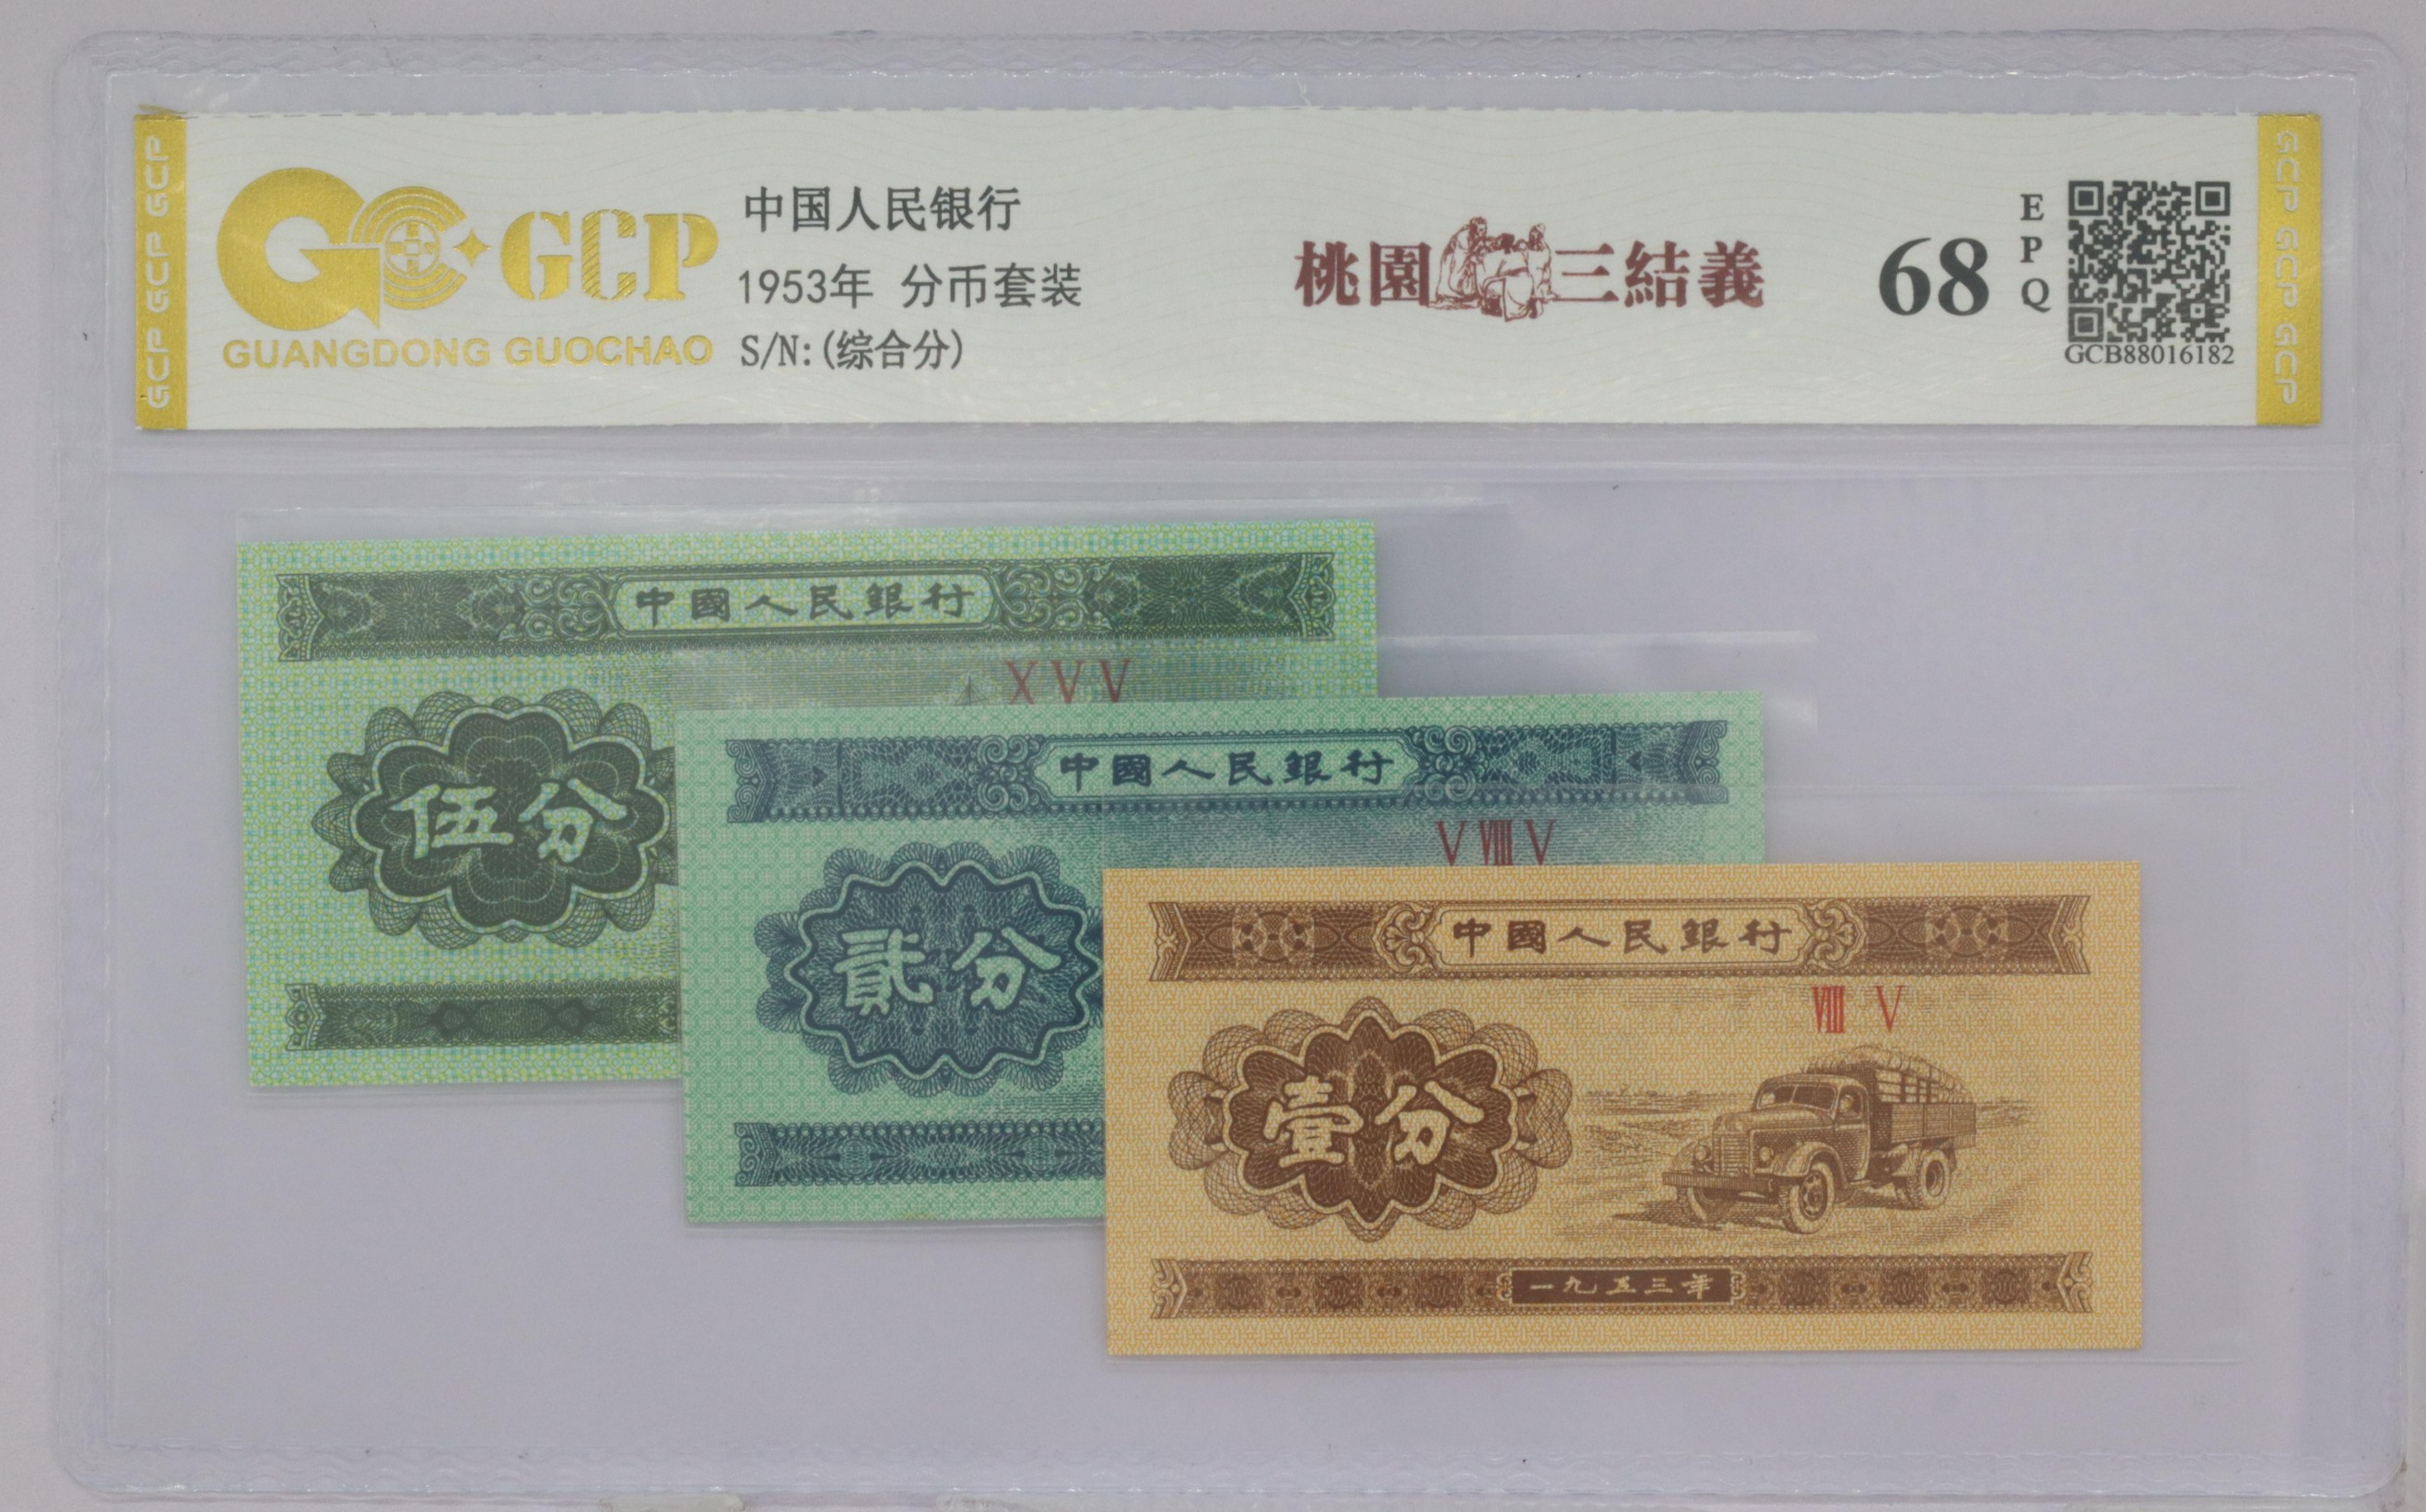 GCP GCP GCP
GCP
GUANGDONG GUOCHAO
中国人民银行
1953年 分币套装
S/N:(综合分)
桃園三結義
68
EPQ
GCB88016182
GCP GCP GCP
中國人民銀行
X V V
伍分
中國人民銀行
V VIII V
貳分
中國人民銀行
VIII V
壹分
一九五三年